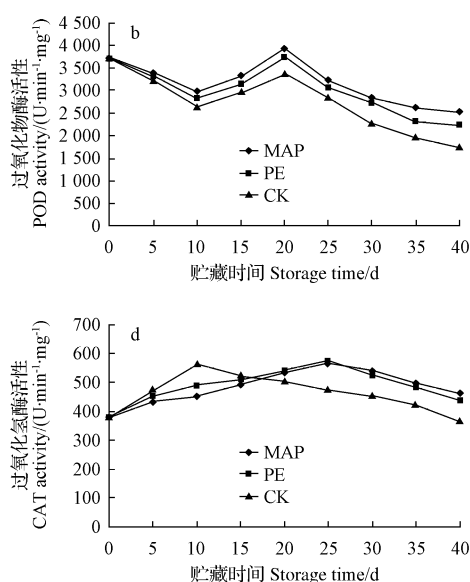 过氧化物酶活性
POD activity/(U·min⁻¹·mg⁻¹)
4 500
4 000
3 500
3 000
2 500
2 000
1 500
1 000
500
0
b
MAP
PE
CK
0 5 10 15 20 25 30 35 40
贮藏时间 Storage time/d
过氧化氢酶活性
CAT activity/(U·min⁻¹·mg⁻¹)
700
600
500
400
300
200
100
0
d
MAP
PE
CK
0 5 10 15 20 25 30 35 40
贮藏时间 Storage time/d